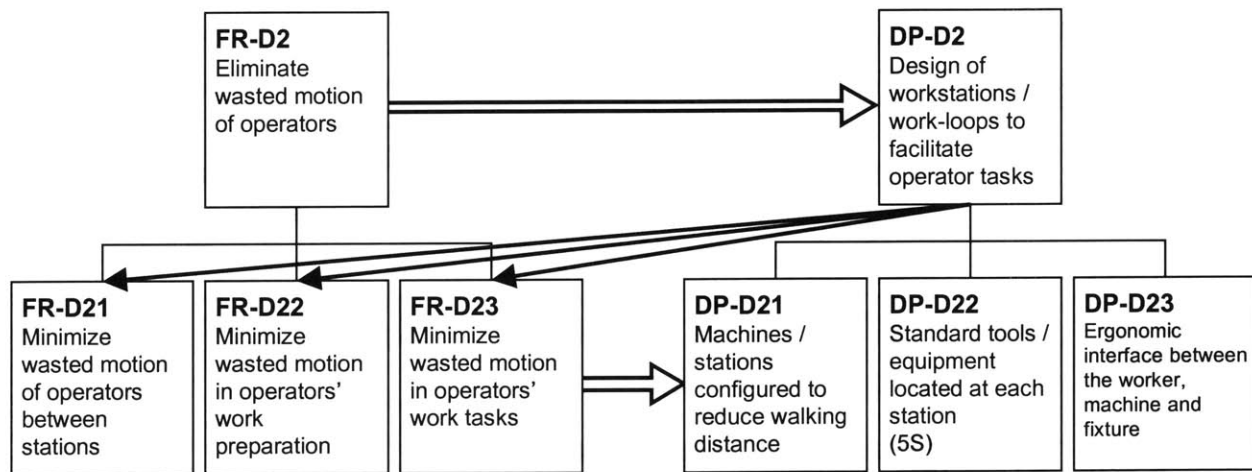 FR-D2
Eliminate
wasted motion
of operators
DP-D2
Design of
workstations /
work-loops to
facilitate
operator tasks
FR-D21
Minimize
wasted motion
of operators
between
stations
FR-D22
Minimize
wasted motion
in operators'
work
preparation
FR-D23
Minimize
wasted motion
in operators'
work tasks
DP-D21
Machines /
stations
configured to
reduce walking
distance
DP-D22
Standard tools /
equipment
located at each
station
(5S)
DP-D23
Ergonomic
interface between
the worker,
machine and
fixture